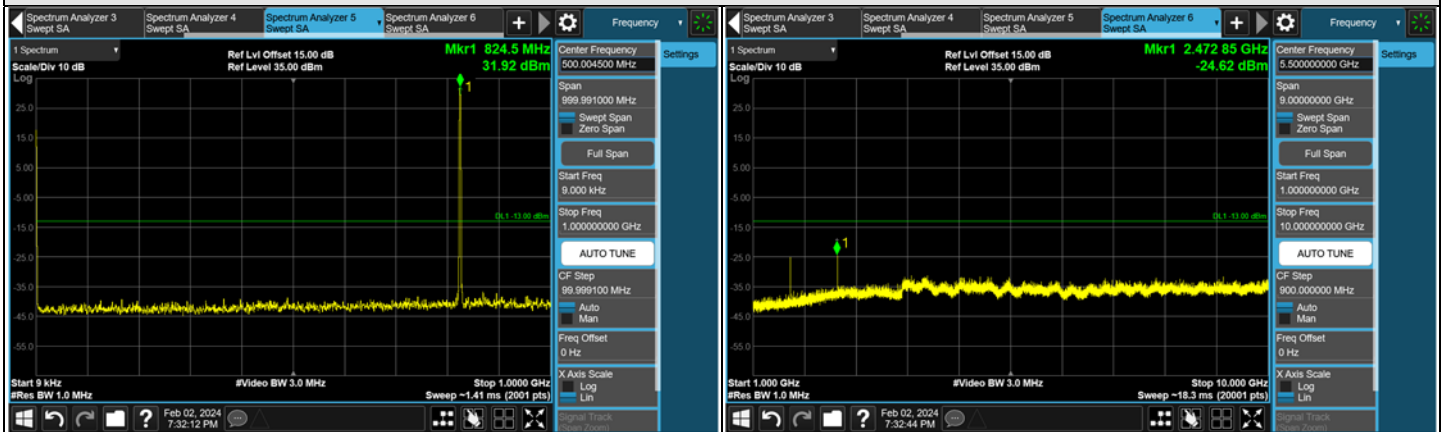 Spectrum Analyzer 3
Swept SA
Spectrum Analyzer 4
Swept SA
Spectrum Analyzer 5
Swept SA
Spectrum Analyzer 6
Swept SA
+
Frequency
1 Spectrum
Scale/Div 10 dB
Log
Ref Lvl Offset 15.00 dB
Ref Level 35.00 dBm
Mkr1 824.5 MHz
31.92 dBm
1
25.0
15.0
5.00
-5.00
-15.0
-25.0
-35.0
-45.0
-55.0
DL1 -13.00 dBm
Start 9 kHz
#Res BW 1.0 MHz
#Video BW 3.0 MHz
Stop 1.0000 GHz
Sweep ~1.41 ms (2001 pts)
Center Frequency
500.004500 MHz
Span
999.991000 MHz
Swept Span
Zero Span
Full Span
Start Freq
9.000 kHz
Stop Freq
1.000000000 GHz
AUTO TUNE
CF Step
99.999100 MHz
Auto
Man
Freq Offset
0 Hz
X Axis Scale
Log
Lin
Signal Track
(Span Zoom)
Settings
?
Feb 02, 2024
7:32:12 PM
Spectrum Analyzer 3
Swept SA
Spectrum Analyzer 4
Swept SA
Spectrum Analyzer 5
Swept SA
Spectrum Analyzer 6
Swept SA
+
Frequency
1 Spectrum
Scale/Div 10 dB
Log
Ref Lvl Offset 15.00 dB
Ref Level 35.00 dBm
Mkr1 2.472 85 GHz
-24.62 dBm
1
25.0
15.0
5.00
-5.00
-15.0
-25.0
-35.0
-45.0
-55.0
DL1 -13.00 dBm
Start 1.000 GHz
#Res BW 1.0 MHz
#Video BW 3.0 MHz
Stop 10.000 GHz
Sweep ~18.3 ms (20001 pts)
Center Frequency
5.500000000 GHz
Span
9.00000000 GHz
Swept Span
Zero Span
Full Span
Start Freq
1.000000000 GHz
Stop Freq
10.000000000 GHz
AUTO TUNE
CF Step
900.000000 MHz
Auto
Man
Freq Offset
0 Hz
X Axis Scale
Log
Lin
Signal Track
(Span Zoom)
Settings
?
Feb 02, 2024
7:32:44 PM